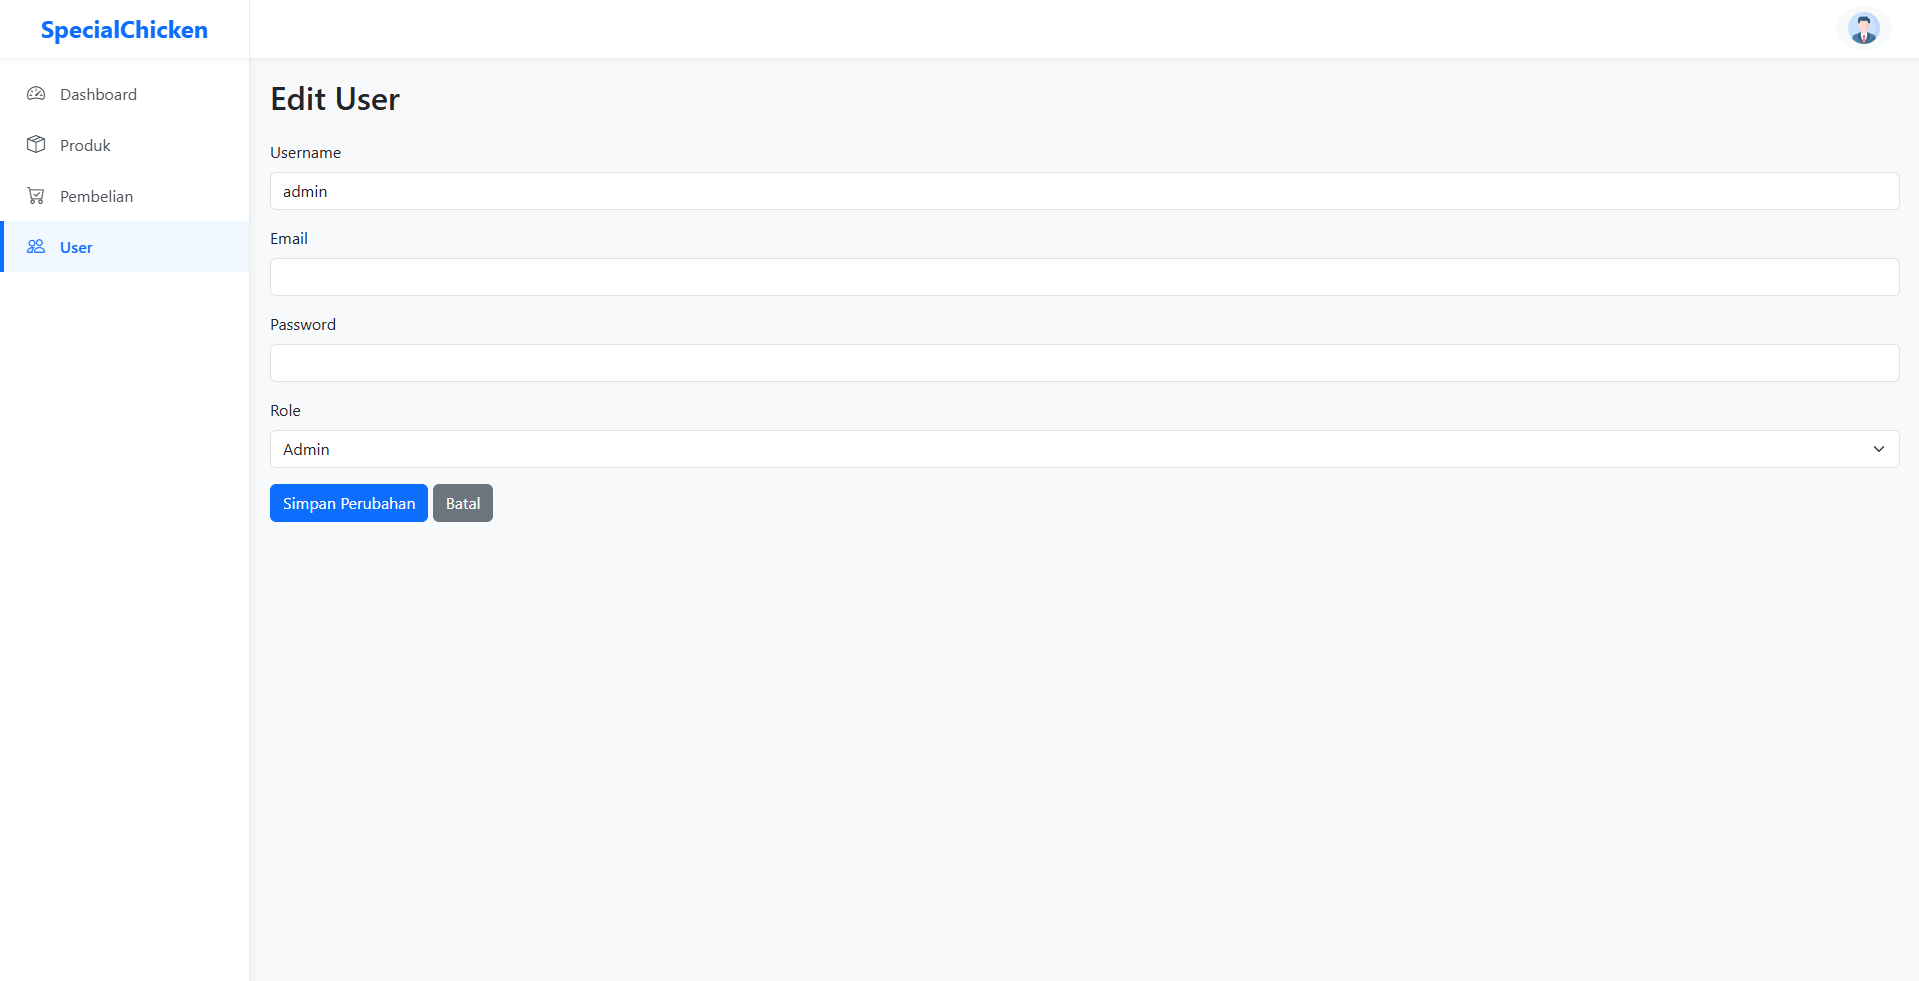 SpecialChicken
Dashboard
Produk
Pembelian
User
Edit User
Username
admin
Email
Password
Role
Admin
Simpan Perubahan
Batal